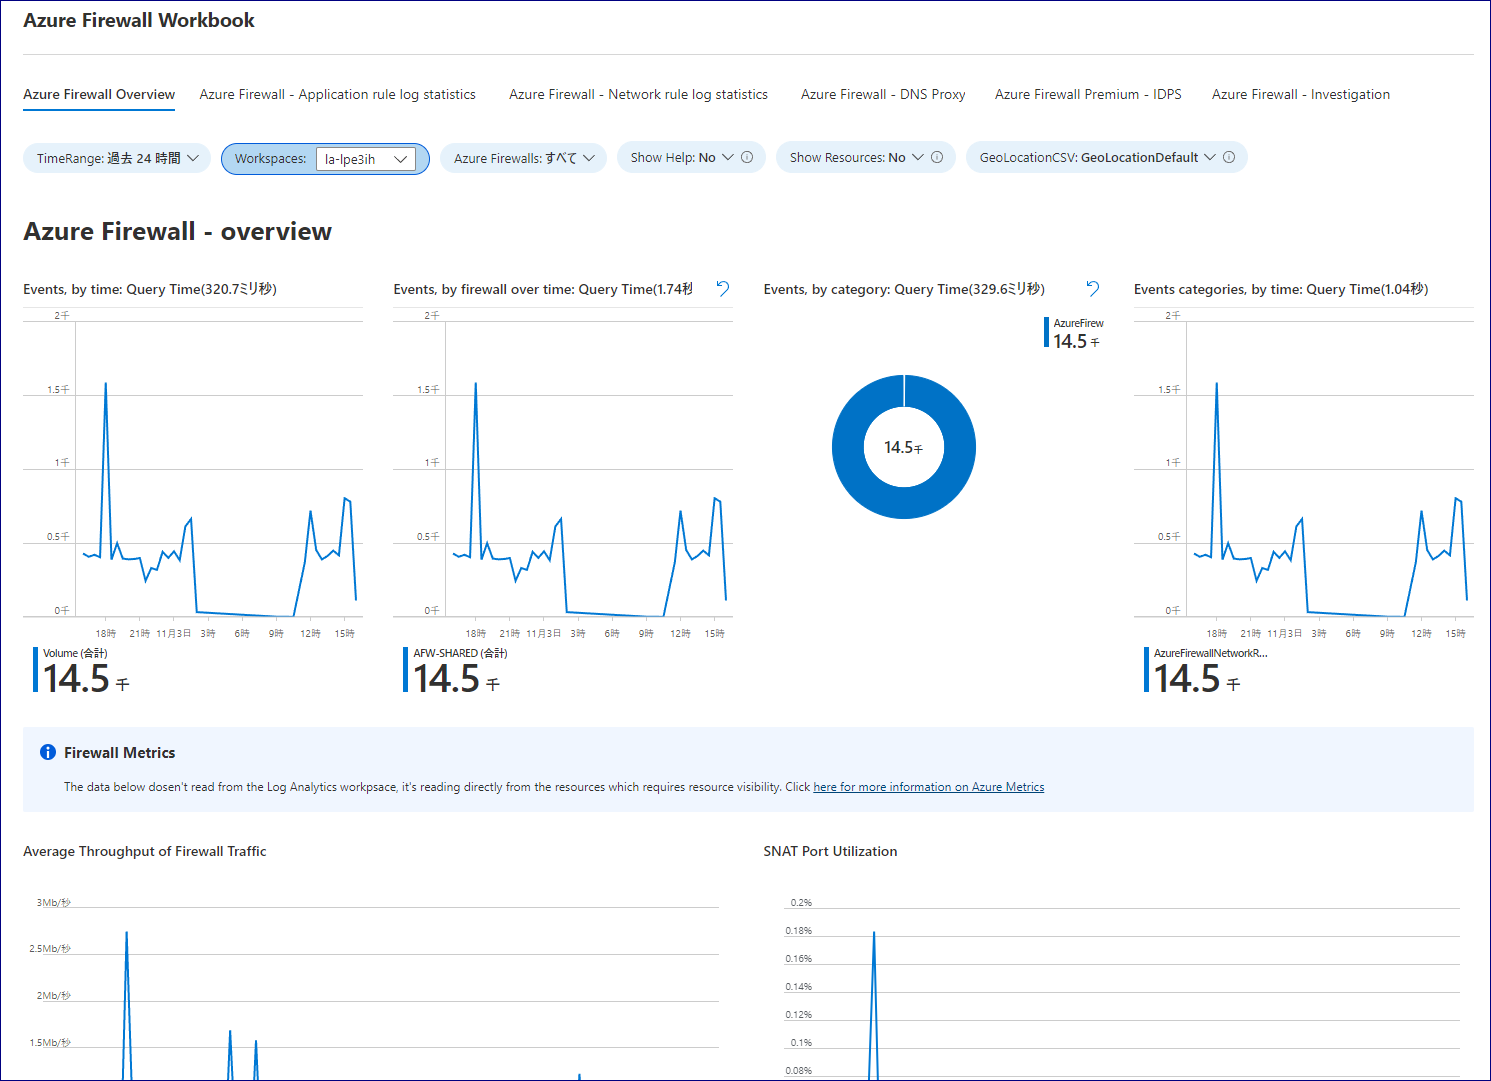 Azure Firewall Workbook
Azure Firewall Overview Azure Firewall - Application rule log statistics Azure Firewall - Network rule log statistics Azure Firewall - DNS Proxy Azure Firewall Premium - IDPS Azure Firewall - Investigation
TimeRange: 過去 24 時間 Workspaces: la-lpe3ih Azure Firewalls: すべて Show Help: No Show Resources: No GeoLocationCSV: GeoLocationDefault
Azure Firewall - overview
Events, by time: Query Time(320.7ミリ秒)
2千
1.5千
1千
0.5千
0千
18時 21時 11月3日 3時 6時 9時 12時 15時
Volume (合計)
14.5 千
Events, by firewall over time: Query Time(1.74秒
2千
1.5千
1千
0.5千
0千
18時 21時 11月3日 3時 6時 9時 12時 15時
AFW-SHARED (合計)
14.5 千
Events, by category: Query Time(329.6ミリ秒)
AzureFirew
14.5 千
14.5千
Events categories, by time: Query Time(1.04秒)
2千
1.5千
1千
0.5千
0千
18時 21時 11月3日 3時 6時 9時 12時 15時
AzureFirewallNetworkR...
14.5 千
Firewall Metrics
The data below dosen't read from the Log Analytics workpsace, it's reading directly from the resources which requires resource visibility. Click here for more information on Azure Metrics
Average Throughput of Firewall Traffic
3Mb/秒
2.5Mb/秒
2Mb/秒
1.5Mb/秒
SNAT Port Utilization
0.2%
0.18%
0.16%
0.14%
0.12%
0.1%
0.08%